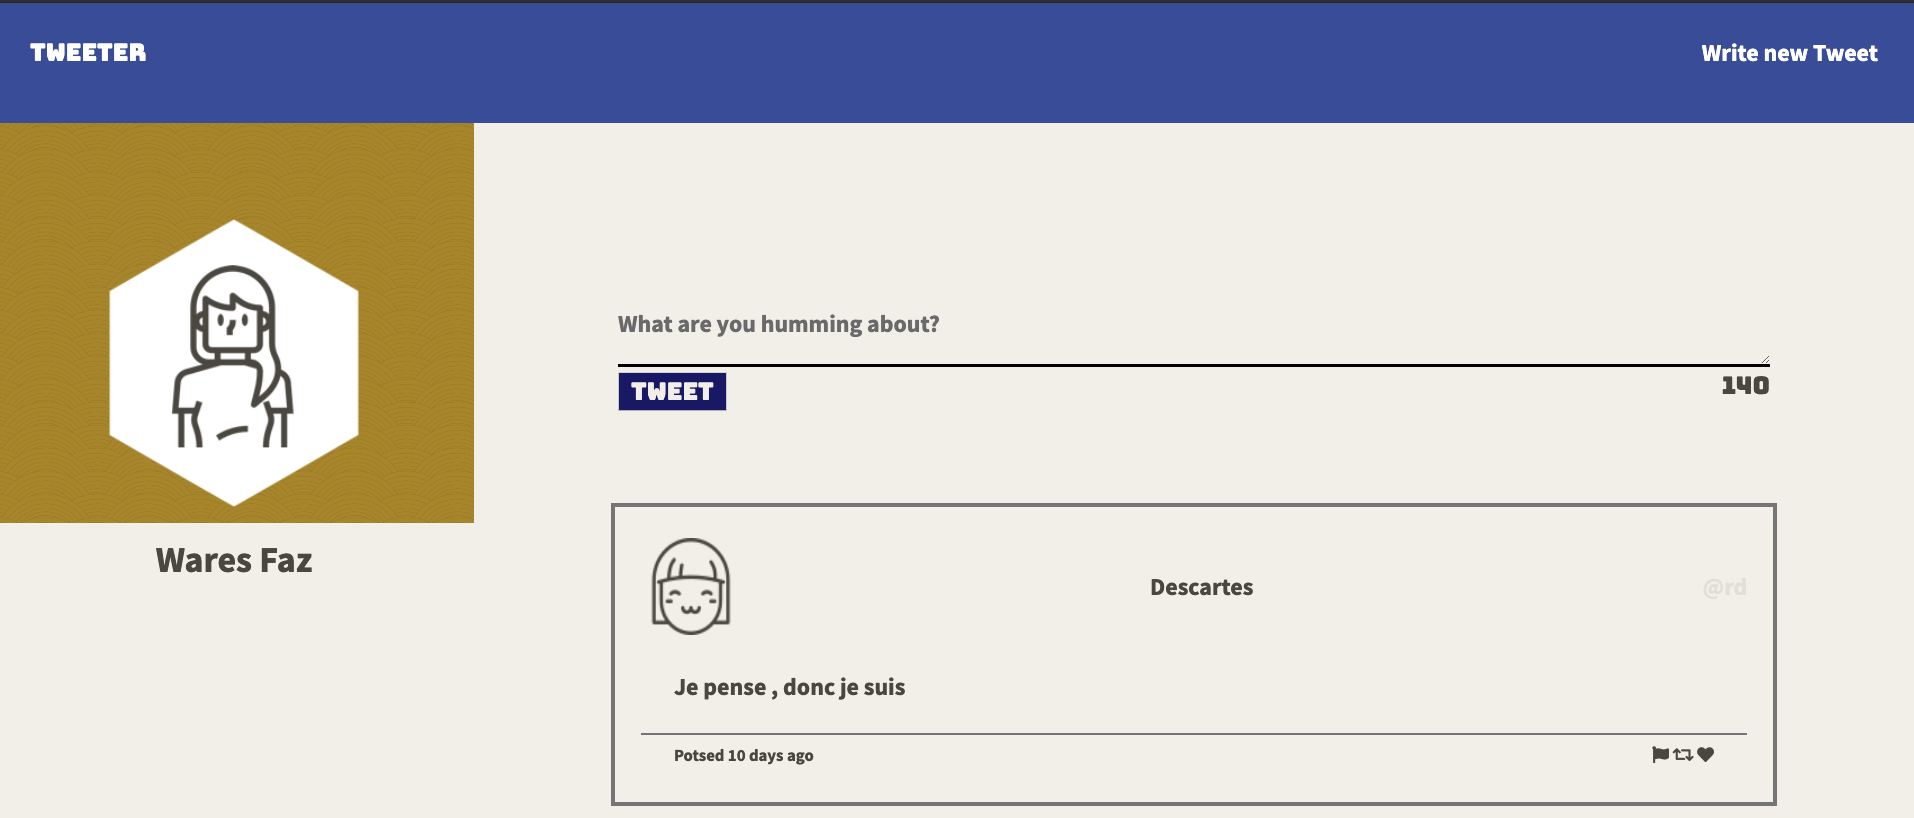 TWEETER
Write new Tweet
Wares Faz
What are you humming about?
TWEET
140
Descartes
@rd
Je pense , donc je suis
Potsed 10 days ago